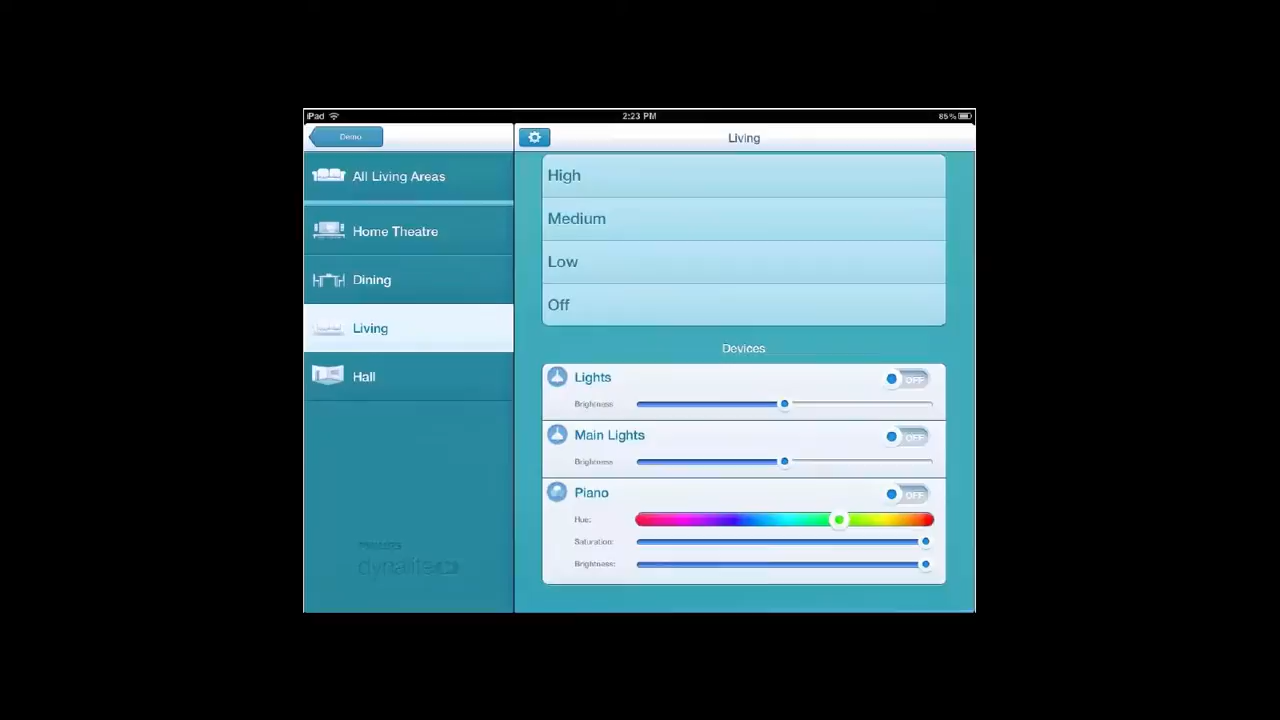 iPad 2:23 PM 85%
Demo
Living
All Living Areas
Home Theatre
Dining
Living
Hall
High
Medium
Low
Off
Devices
Lights OFF
Brightness:
Main Lights OFF
Brightness:
Piano OFF
Hue:
Saturation:
Brightness:
dynalite